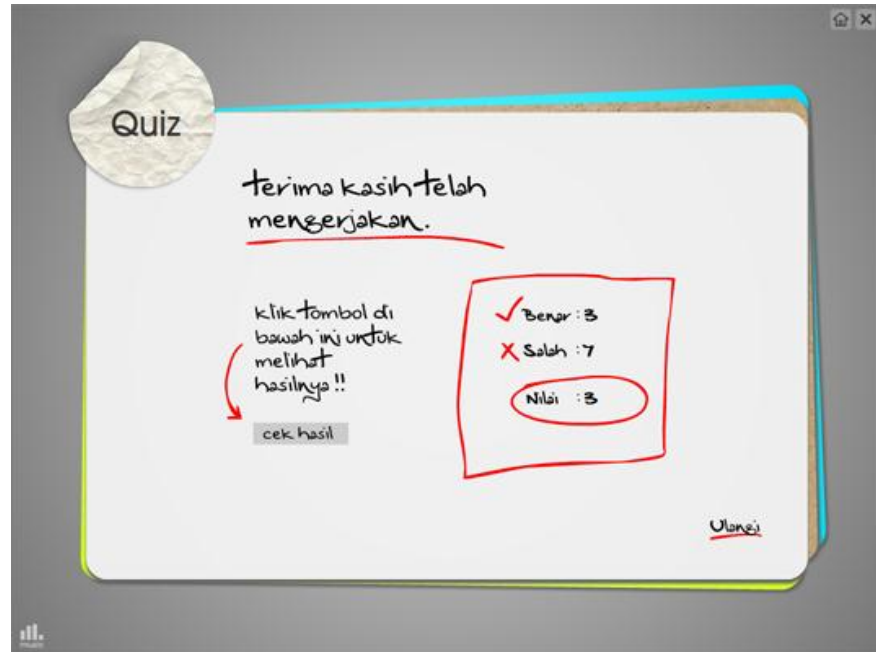 Quiz
terima kasih telah
mengerjakan.
klik tombol di
bawah ini untuk
melihat
hasilnya!!
cek hasil
Benar : 3
Salah : 7
Nilai : 3
Ulangi
music